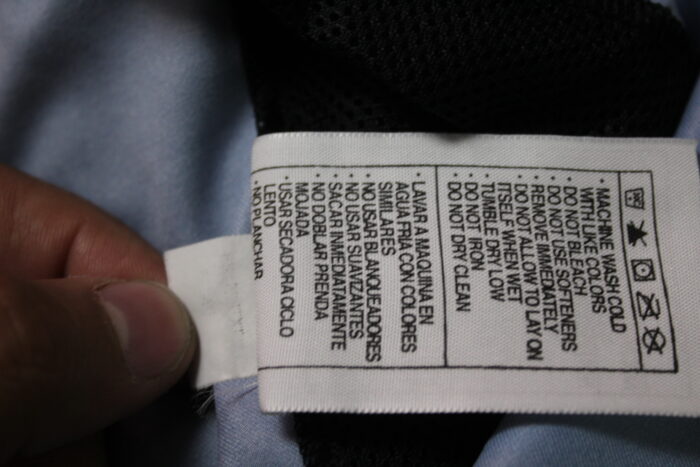 • MACHINE WASH COLD
WITH LIKE COLORS
• DO NOT BLEACH
• DO NOT USE SOFTENERS
• REMOVE IMMEDIATELY
• DO NOT ALLOW TO LAY ON
ITSELF WHEN WET
• TUMBLE DRY LOW
• DO NOT IRON
• DO NOT DRY CLEAN
• LAVAR A MAQUINA EN
AGUA FRIA CON COLORES
SIMILARES
• NO USAR BLANQUEADORES
• NO USAR SUAVIZANTES
• SACAR INMEDIATAMENTE
• NO DOBLAR PRENDA
MOJADA
• USAR SECADORA CICLO
LENTO
• NO PLANCHAR